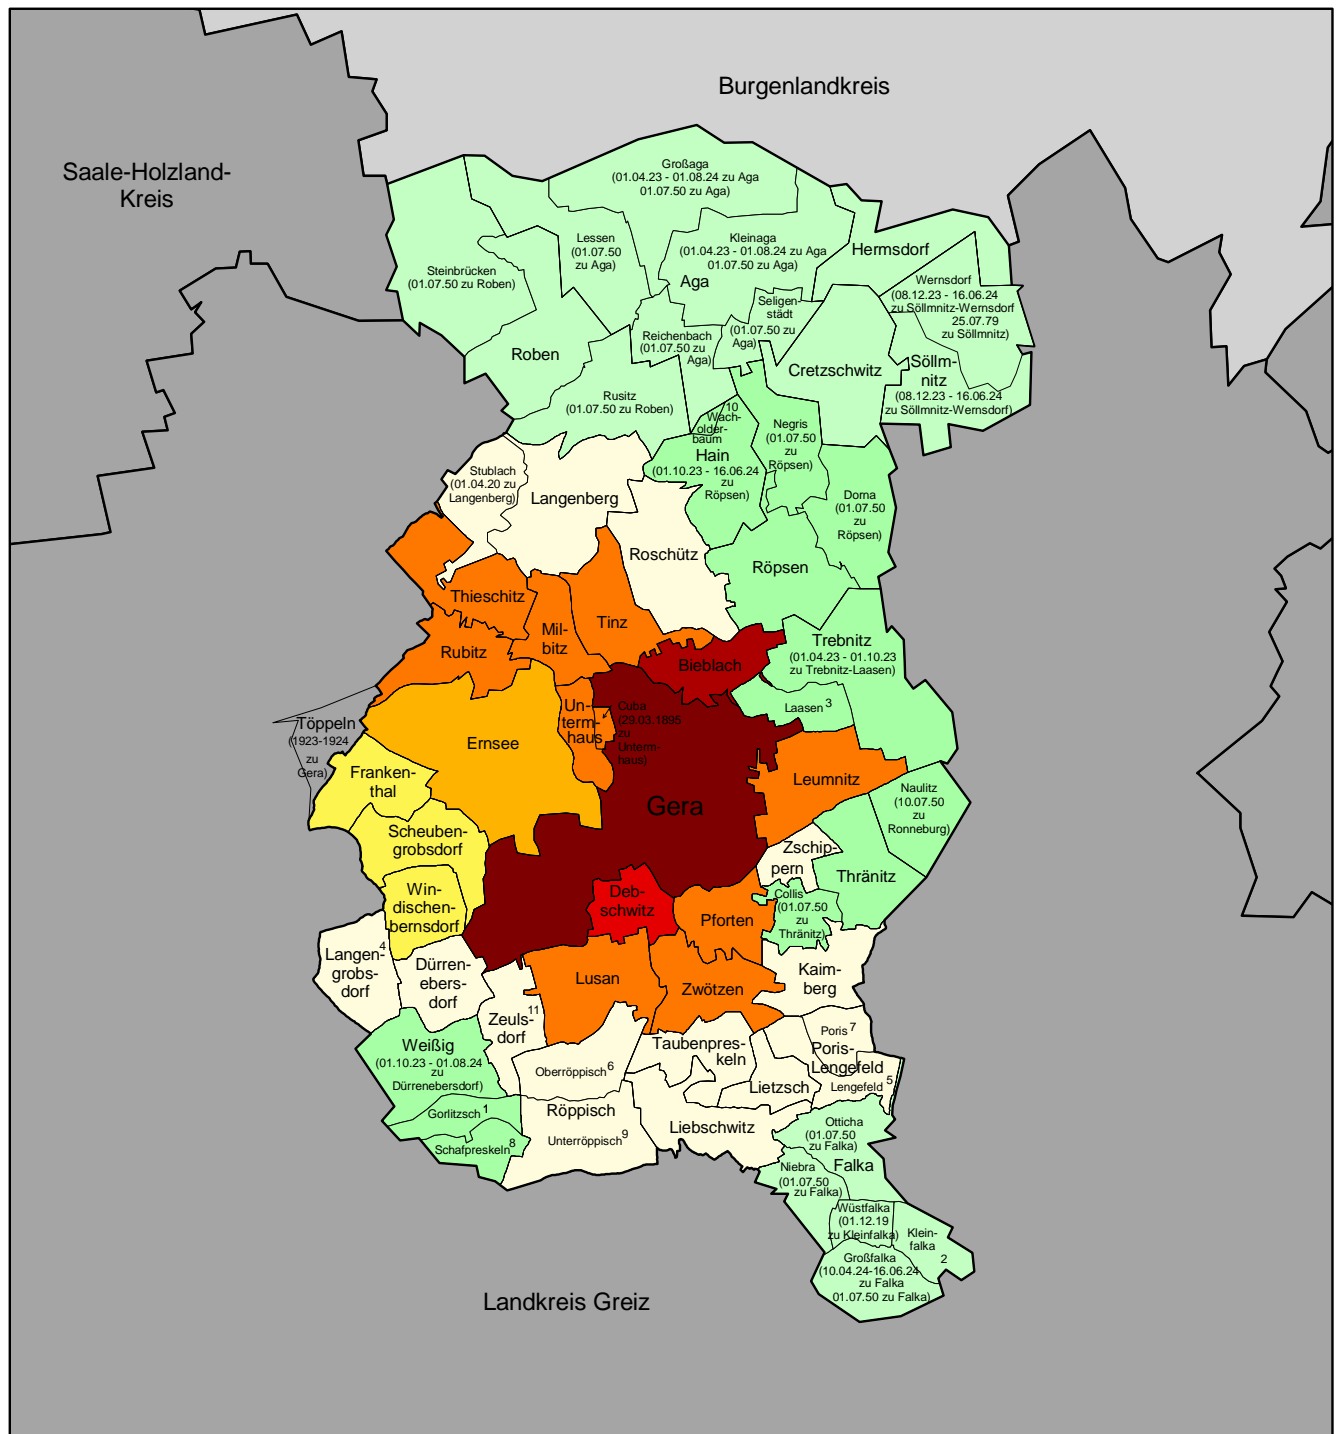 Burgenlandkreis
Saale-Holzland-
Kreis
Großaga
(01.04.23 - 01.08.24 zu Aga
01.07.50 zu Aga)
Lessen
(01.07.50
zu Aga)
Kleinaga
(01.04.23 - 01.08.24 zu Aga
01.07.50 zu Aga)
Aga
Hermsdorf
Steinbrücken
(01.07.50 zu Roben)
Wernsdorf
(08.12.23 - 16.06.24
zu Söllmnitz-Wernsdorf
25.07.79
zu Söllmnitz)
Seligen-
städt
(01.07.50 zu
Aga)
Reichenbach
(01.07.50 zu
Aga)
Roben
Cretzschwitz
Söllm-
nitz
(08.12.23 - 16.06.24
zu Söllmnitz-Wernsdorf)
Rusitz
(01.07.50 zu Roben)
10
Wach-
older-
baum
Negris
(01.07.50
zu
Röpsen)
Hain
(01.10.23 - 16.06.24
zu
Röpsen)
Stublach
(01.04.20 zu
Langenberg)
Langenberg
Dorna
(01.07.50
zu
Röpsen)
Roschütz
Röpsen
Thieschitz
Mil-
bitz
Tinz
Rubitz
Bieblach
Trebnitz
(01.04.23 - 01.10.23
zu Trebnitz-Laasen)
Laasen 3
Un-
term-
haus
Cuba
(29.03.1895
zu
Unterm-
haus)
Töppeln
(1923-1924
zu
Gera)
Ernsee
Franken-
thal
Leumnitz
Naulitz
(10.07.50
zu
Ronneburg)
Gera
Scheuben-
grobsdorf
Zschip-
pern
Thränitz
Win-
dischen-
bernsdorf
Deb-
schwitz
Collis
(01.07.50
zu
Thränitz)
Pforten
Langen-
grobs-
dorf
4
Dürren-
ebers-
dorf
Lusan
Zwötzen
Kaim-
berg
Zeuls-
dorf
11
Weißig
(01.10.23 - 01.08.24
zu
Dürrenebersdorf)
Taubenpres-
keln
Poris 7
Poris-
Lengefeld
Lengefeld 5
Oberröppisch 6
Lietzsch
Gorlitzsch 1
Röppisch
Unterröppisch 9
Liebschwitz
Schafpreskeln 8
Otticha
(01.07.50
zu Falka)
Falka
Niebra
(01.07.50
zu Falka)
Wüstfalka
(01.12.19
zu Kleinfalka)
Klein-
falka
2
Großfalka
(10.04.24-16.06.24
zu Falka
01.07.50 zu Falka)
Landkreis Greiz